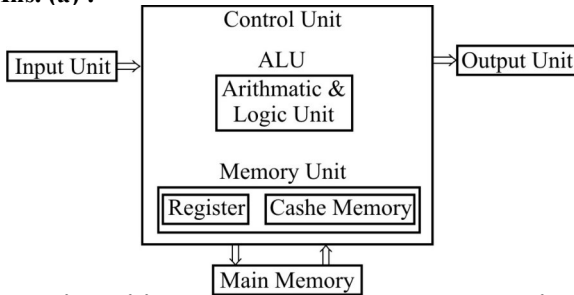 Ans. (a) :
Control Unit
Input Unit
ALU
Arithmatic &
Logic Unit
Output Unit
Memory Unit
Register
Cashe Memory
Main Memory